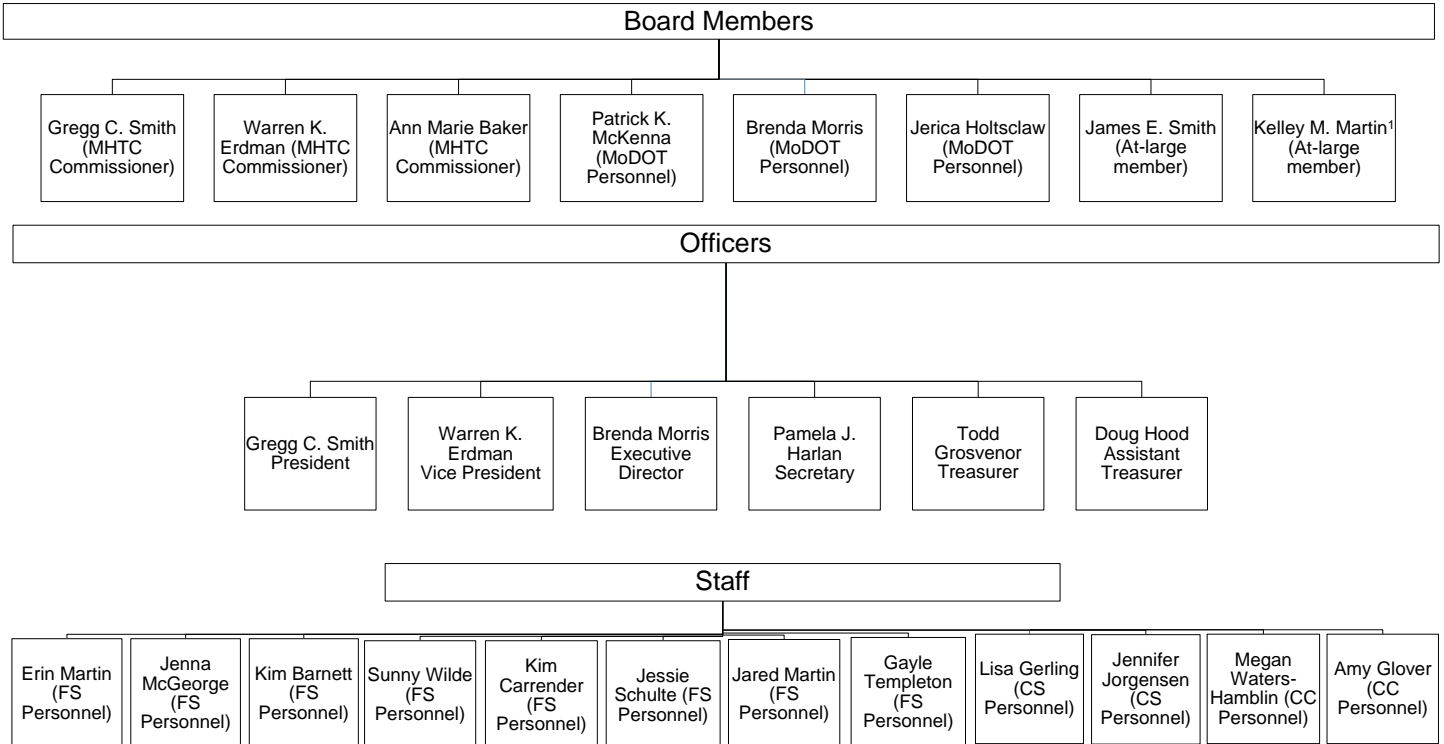 Board Members
Gregg C. Smith
(MHTC
Commissioner)
Warren K.
Erdman (MHTC
Commissioner)
Ann Marie Baker
(MHTC
Commissioner)
Patrick K.
McKenna
(MoDOT
Personnel)
Brenda Morris
(MoDOT
Personnel)
Jerica Holtsclaw
(MoDOT
Personnel)
James E. Smith
(At-large
member)
Kelley M. Martin¹
(At-large
member)
Officers
Gregg C. Smith
President
Warren K.
Erdman
Vice President
Brenda Morris
Executive
Director
Pamela J.
Harlan
Secretary
Todd
Grosvenor
Treasurer
Doug Hood
Assistant
Treasurer
Staff
Erin Martin
(FS
Personnel)
Jenna
McGeorge
(FS
Personnel)
Kim Barnett
(FS
Personnel)
Sunny Wilde
(FS
Personnel)
Kim
Carrender
(FS
Personnel)
Jessie
Schulte (FS
Personnel)
Jared Martin
(FS
Personnel)
Gayle
Templeton
(FS
Personnel)
Lisa Gerling
(CS
Personnel)
Jennifer
Jorgensen
(CS
Personnel)
Megan
Waters-
Hamblin (CC
Personnel)
Amy Glover
(CC
Personnel)